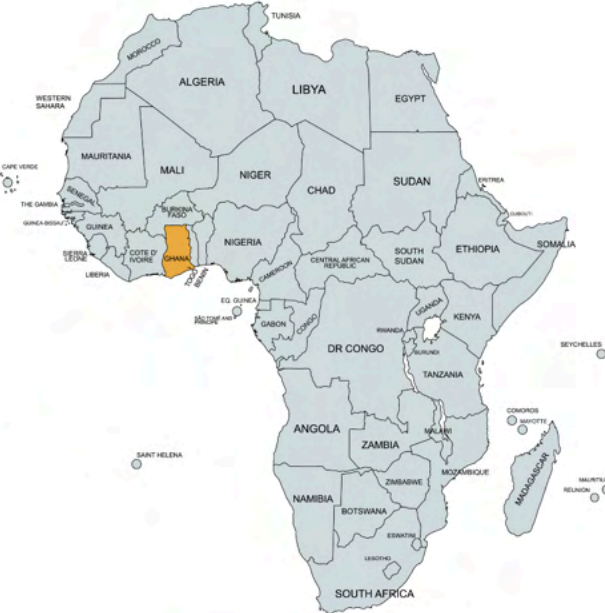 TUNISIA
MOROCCO
ALGERIA
LIBYA
EGYPT
WESTERN
SAHARA
MAURITANIA
MALI
NIGER
CHAD
SUDAN
ERITREA
CAPE VERDE
SENEGAL
THE GAMBIA
GUINEA-BISSAU
GUINEA
BURKINA
FASO
DJIBOUTI
SIERRA
LEONE
LIBERIA
COTE D'
IVOIRE
GHANA
TOGO
BENIN
NIGERIA
CAMEROON
CENTRAL AFRICAN
REPUBLIC
SOUTH
SUDAN
ETHIOPIA
SOMALIA
EQ. GUINEA
SÃO TOMÉ AND
PRINCIPE
GABON
CONGO
DR CONGO
UGANDA
KENYA
RWANDA
BURUNDI
TANZANIA
SEYCHELLES
COMOROS
MAYOTTE
ANGOLA
ZAMBIA
MALAWI
MOZAMBIQUE
MADAGASCAR
SAINT HELENA
NAMIBIA
ZIMBABWE
BOTSWANA
MAURITIU
REUNION
ESWATINI
LESOTHO
SOUTH AFRICA